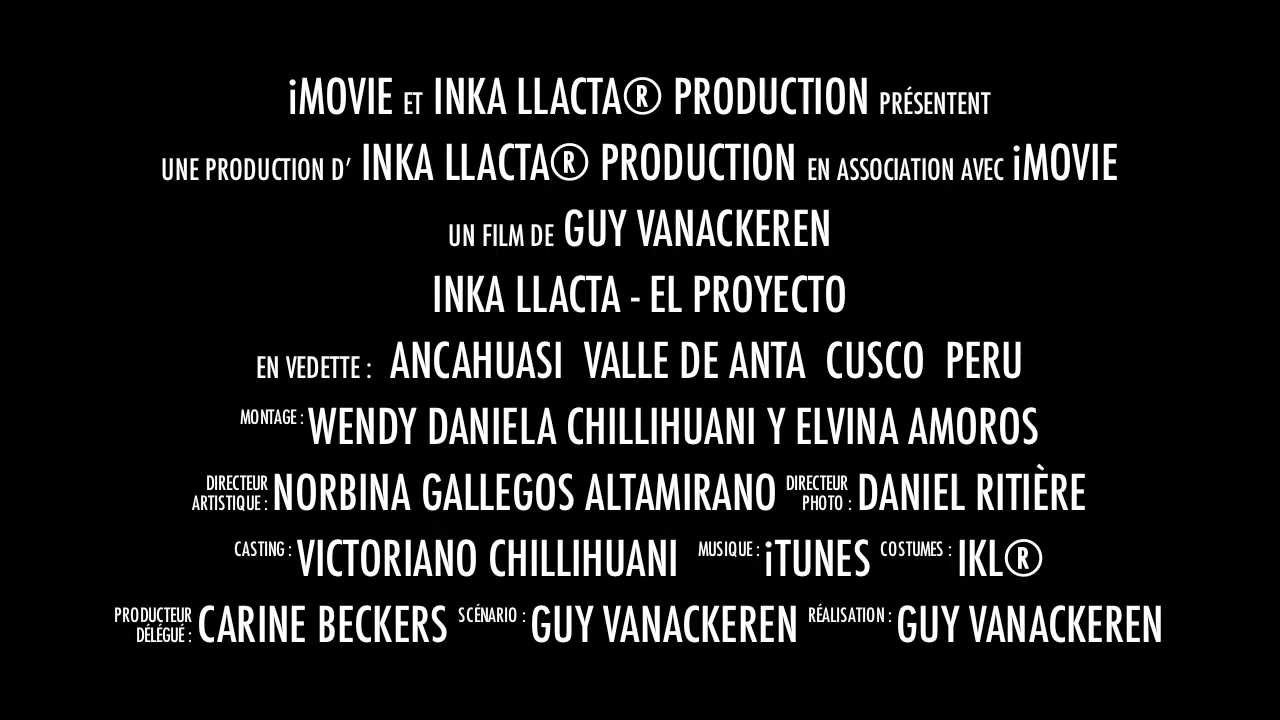 iMOVIE ET INKA LLACTA® PRODUCTION PRÉSENTENT
UNE PRODUCTION D’ INKA LLACTA® PRODUCTION EN ASSOCIATION AVEC iMOVIE
UN FILM DE GUY VANACKEREN
INKA LLACTA - EL PROYECTO
EN VEDETTE : ANCAHUASI VALLE DE ANTA CUSCO PERU
MONTAGE : WENDY DANIELA CHILLIHUANI Y ELVINA AMOROS
DIRECTEUR ARTISTIQUE : NORBINA GALLEGOS ALTAMIRANO DIRECTEUR PHOTO : DANIEL RITIÈRE
CASTING : VICTORIANO CHILLIHUANI MUSIQUE : iTUNES COSTUMES : IKL®
PRODUCTEUR DÉLÉGUÉ : CARINE BECKERS SCÉNARIO : GUY VANACKEREN RÉALISATION : GUY VANACKEREN